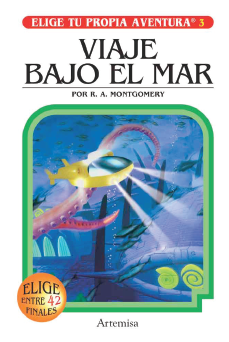 ELIGE TU PROPIA AVENTURA® 3
VIAJE
BAJO EL MAR
POR R. A. MONTGOMERY
ELIGE
ENTRE 42
FINALES
Artemisa